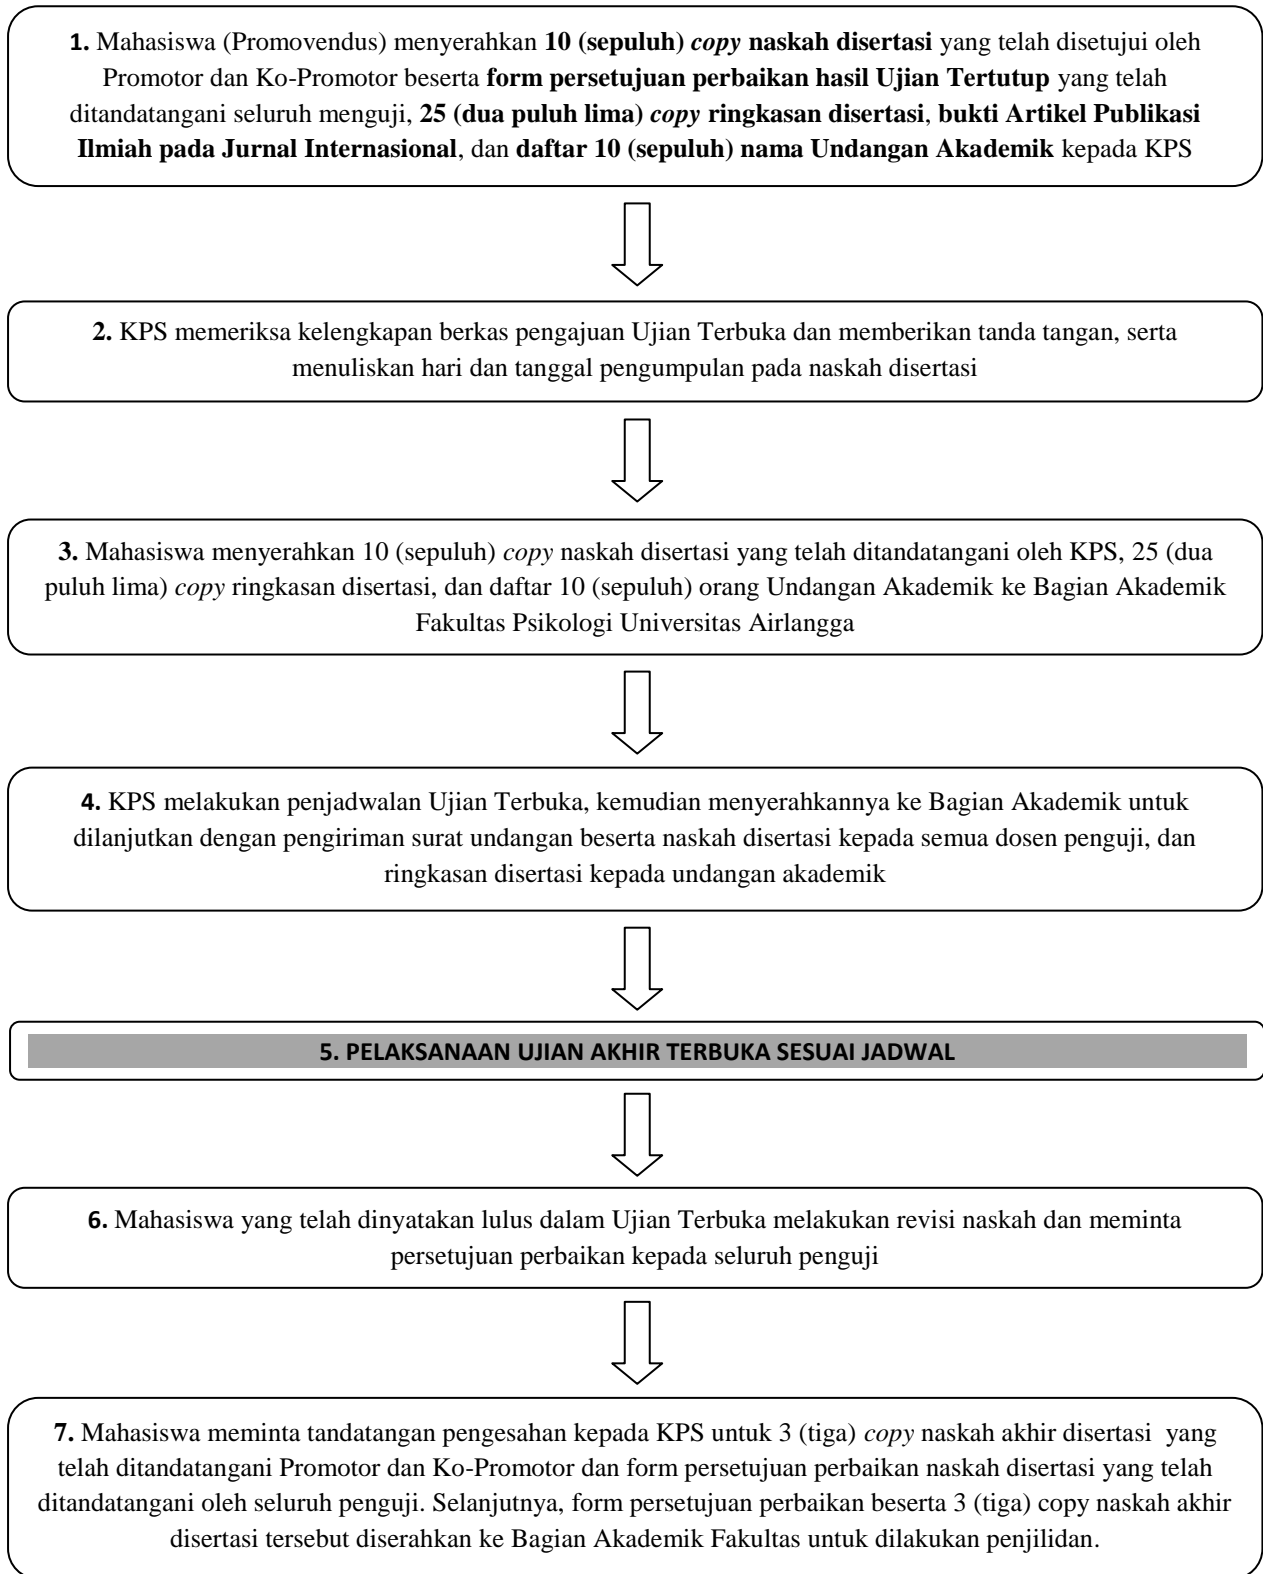 1. Mahasiswa (Promovendus) menyerahkan 10 (sepuluh) copy naskah disertasi yang telah disetujui oleh
Promotor dan Ko-Promotor beserta form persetujuan perbaikan hasil Ujian Tertutup yang telah
ditandatangani seluruh menguji, 25 (dua puluh lima) copy ringkasan disertasi, bukti Artikel Publikasi
Ilmiah pada Jurnal Internasional, dan daftar 10 (sepuluh) nama Undangan Akademik kepada KPS
2. KPS memeriksa kelengkapan berkas pengajuan Ujian Terbuka dan memberikan tanda tangan, serta
menuliskan hari dan tanggal pengumpulan pada naskah disertasi
3. Mahasiswa menyerahkan 10 (sepuluh) copy naskah disertasi yang telah ditandatangani oleh KPS, 25 (dua
puluh lima) copy ringkasan disertasi, dan daftar 10 (sepuluh) orang Undangan Akademik ke Bagian Akademik
Fakultas Psikologi Universitas Airlangga
4. KPS melakukan penjadwalan Ujian Terbuka, kemudian menyerahkannya ke Bagian Akademik untuk
dilanjutkan dengan pengiriman surat undangan beserta naskah disertasi kepada semua dosen penguji, dan
ringkasan disertasi kepada undangan akademik
5. PELAKSANAAN UJIAN AKHIR TERBUKA SESUAI JADWAL
6. Mahasiswa yang telah dinyatakan lulus dalam Ujian Terbuka melakukan revisi naskah dan meminta
persetujuan perbaikan kepada seluruh penguji
7. Mahasiswa meminta tandatangan pengesahan kepada KPS untuk 3 (tiga) copy naskah akhir disertasi yang
telah ditandatangani Promotor dan Ko-Promotor dan form persetujuan perbaikan naskah disertasi yang telah
ditandatangani oleh seluruh penguji. Selanjutnya, form persetujuan perbaikan beserta 3 (tiga) copy naskah akhir
disertasi tersebut diserahkan ke Bagian Akademik Fakultas untuk dilakukan penjilidan.